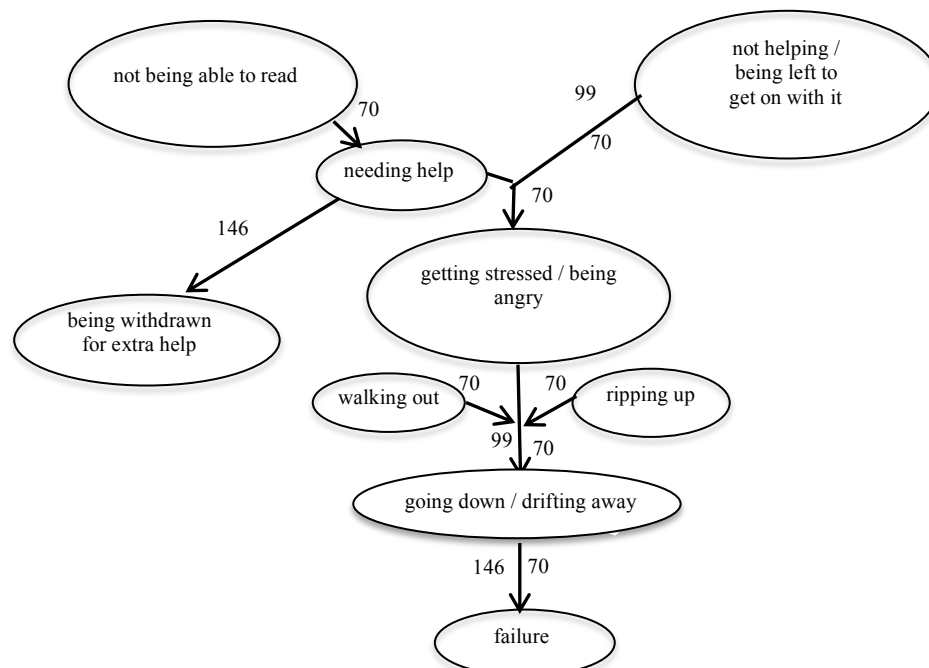 not being able to read
not helping /
being left to
get on with it
99
70
70
needing help
70
146
getting stressed / being
angry
being withdrawn
for extra help
70
70
walking out
ripping up
99
70
going down / drifting away
146
70
failure